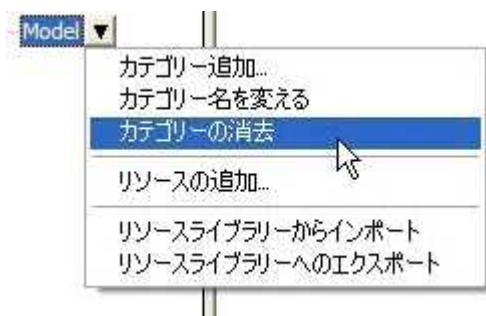 Model
カテゴリー追加...
カテゴリー名を変える
カテゴリーの消去
リソースの追加...
リソースライブラリーからインポート
リソースライブラリーへのエクスポート